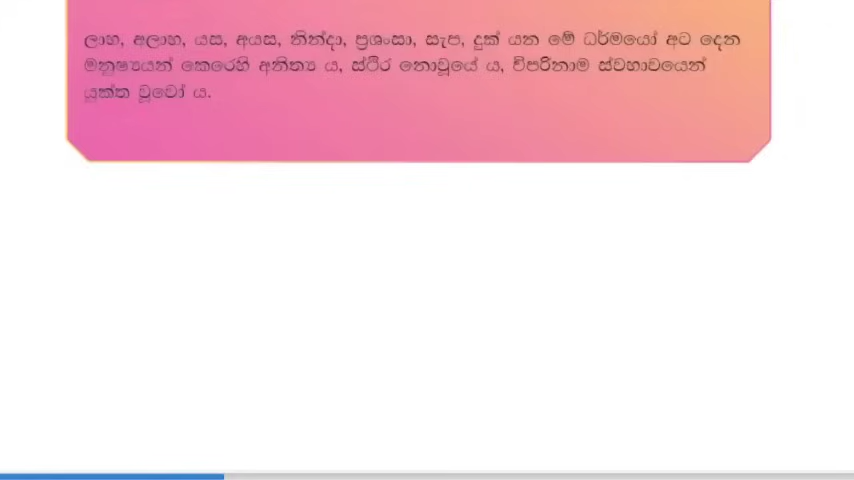 ලාභ, අලාභ, යස, අයස, නින්දා, ප්‍රශංසා, සැප, දුක් යන මේ ධර්මයෝ අට දෙන
මනුෂ්‍යයන් කෙරෙහි අනිත්‍ය ය, ස්ථිර නොවූයේ ය, විපරිනාම ස්වභාවයෙන්
යුක්ත වූවෝ ය.